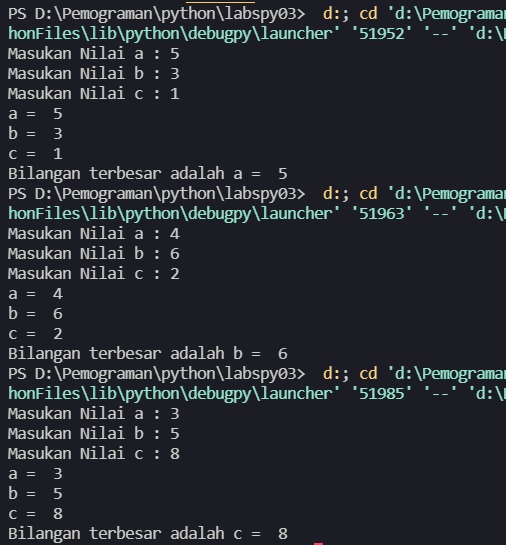 PS D:\Pemograman\python\labspy03>  d:; cd 'd:\Pemograman
honFiles\lib\python\debugpy\launcher' '51952' '--' 'd:\
Masukan Nilai a : 5
Masukan Nilai b : 3
Masukan Nilai c : 1
a =  5
b =  3
c =  1
Bilangan terbesar adalah a =  5
PS D:\Pemograman\python\labspy03>  d:; cd 'd:\Pemograman
honFiles\lib\python\debugpy\launcher' '51963' '--' 'd:\
Masukan Nilai a : 4
Masukan Nilai b : 6
Masukan Nilai c : 2
a =  4
b =  6
c =  2
Bilangan terbesar adalah b =  6
PS D:\Pemograman\python\labspy03>  d:; cd 'd:\Pemograman
honFiles\lib\python\debugpy\launcher' '51985' '--' 'd:\
Masukan Nilai a : 3
Masukan Nilai b : 5
Masukan Nilai c : 8
a =  3
b =  5
c =  8
Bilangan terbesar adalah c =  8